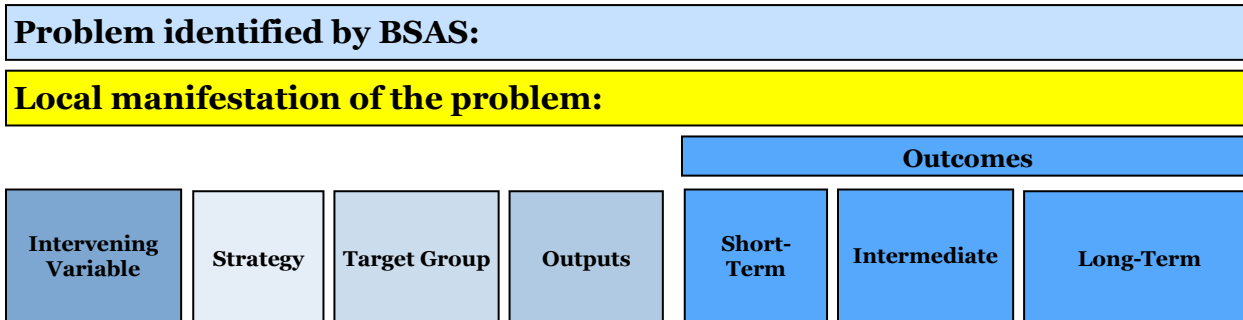 Problem identified by BSAS:
Local manifestation of the problem:
Outcomes
Intervening
Variable
Strategy
Target Group
Outputs
Short-
Term
Intermediate
Long-Term